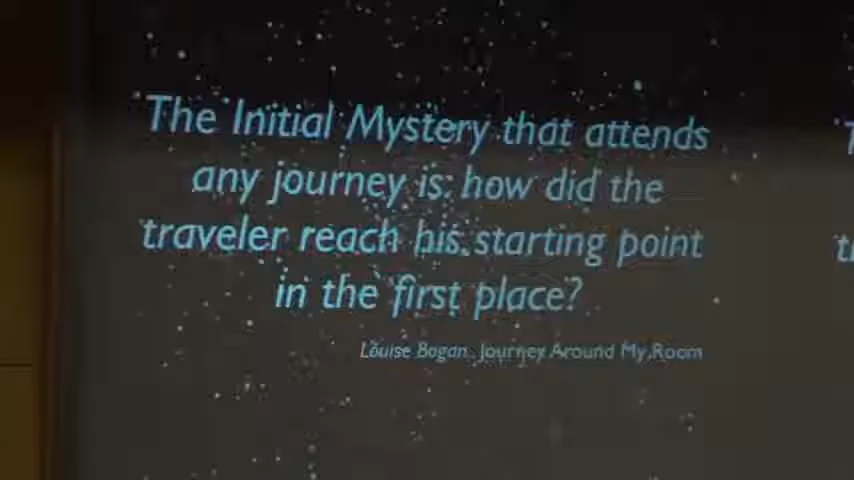 The Initial Mystery that attends
any journey is: how did the
traveler reach his starting point
in the first place?
Louise Bogan, Journey Around My Room